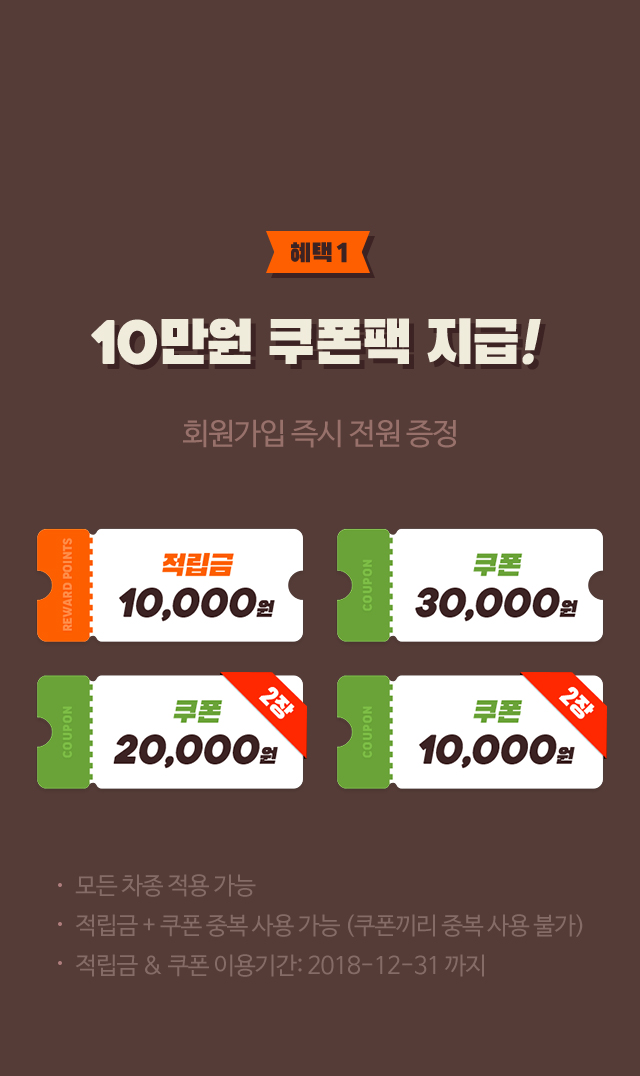 혜택 1
10만원 쿠폰팩 지급!
회원가입 즉시 전원 증정
REWARD POINTS
적립금
10,000원
COUPON
쿠폰
30,000원
COUPON
쿠폰
2장
20,000원
COUPON
쿠폰
2장
10,000원
· 모든 차종 적용 가능
· 적립금 + 쿠폰 중복 사용 가능 (쿠폰끼리 중복 사용 불가)
· 적립금 & 쿠폰 이용기간: 2018-12-31 까지